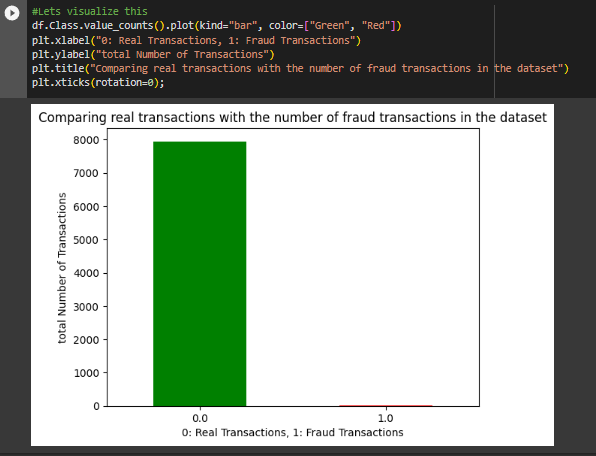 #Lets visualize this
df.Class.value_counts().plot(kind="bar", color=["Green", "Red"])
plt.xlabel("0: Real Transactions, 1: Fraud Transactions")
plt.ylabel("total Number of Transactions")
plt.title("Comparing real transactions with the number of fraud transactions in the dataset")
plt.xticks(rotation=0);
Comparing real transactions with the number of fraud transactions in the dataset
total Number of Transactions
8000
7000
6000
5000
4000
3000
2000
1000
0
0.0 1.0
0: Real Transactions, 1: Fraud Transactions